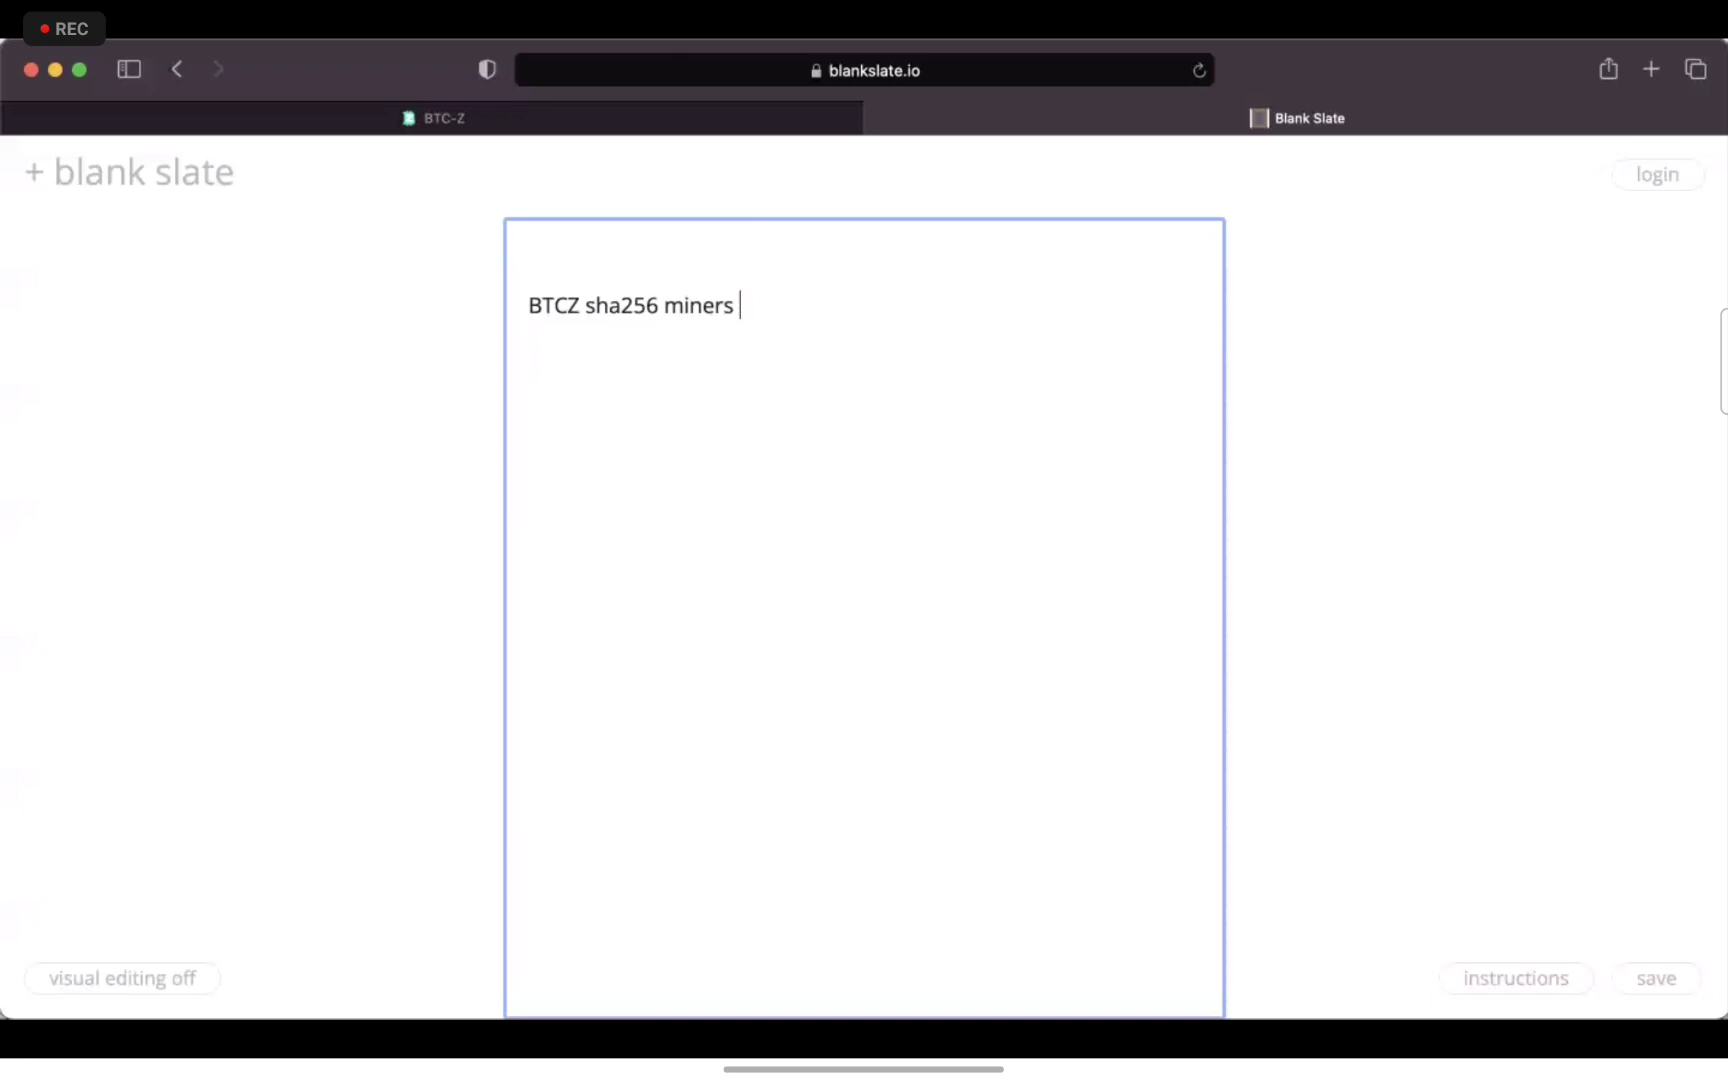 REC
blankslate.io
BTC-Z
Blank Slate
+ blank slate
login
BTCZ sha256 miners
visual editing off
instructions
save